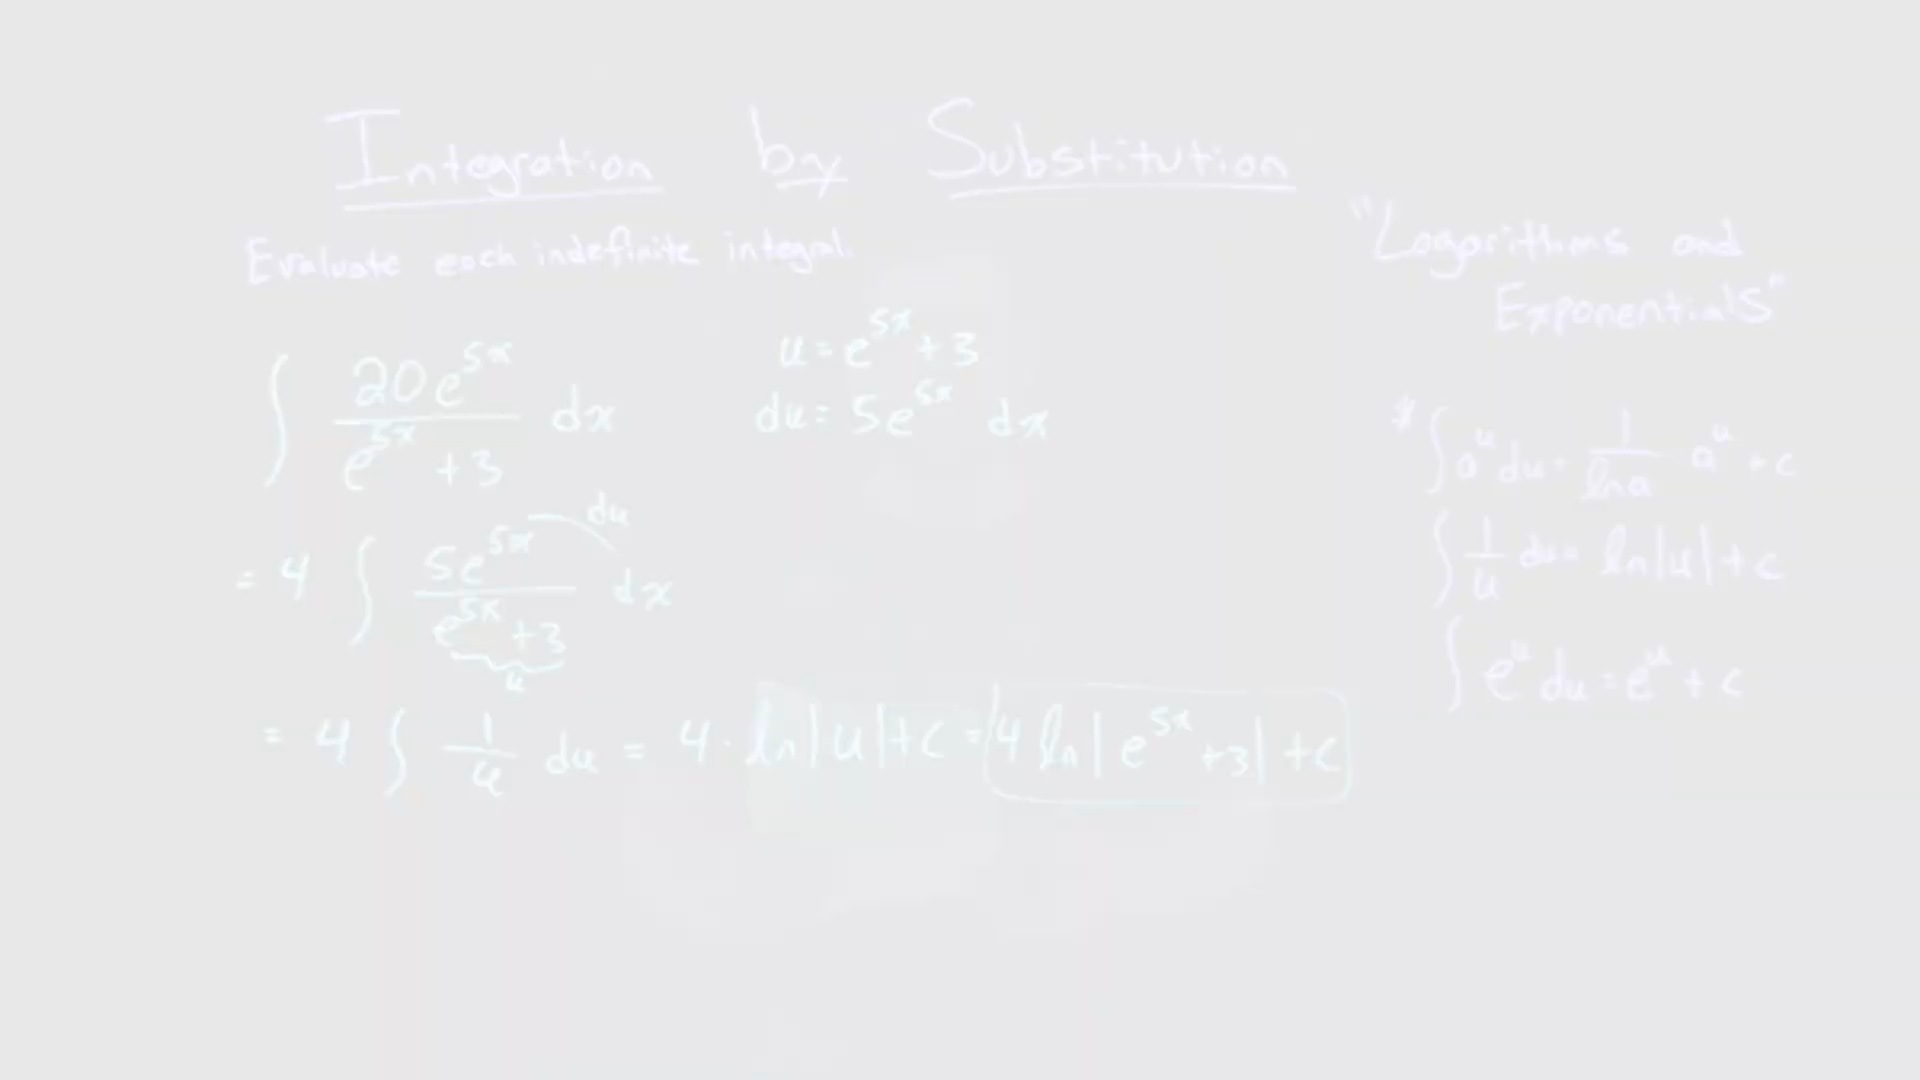 Integration by Substitution
Evaluate each indefinite integral.
"Logarithms and
Exponentials"
∫ 20e^{5x} / (e^{5x} + 3) dx
u = e^{5x} + 3
du = 5e^{5x} dx
= 4 ∫ 5e^{5x} / (e^{5x} + 3) dx
du
u
= 4 ∫ 1/u du = 4 · ln|u| + c = 4 ln|e^{5x} + 3| + c
* ∫ a^u du = 1/ln a a^u + c
∫ 1/u du = ln|u| + c
∫ e^u du = e^u + c